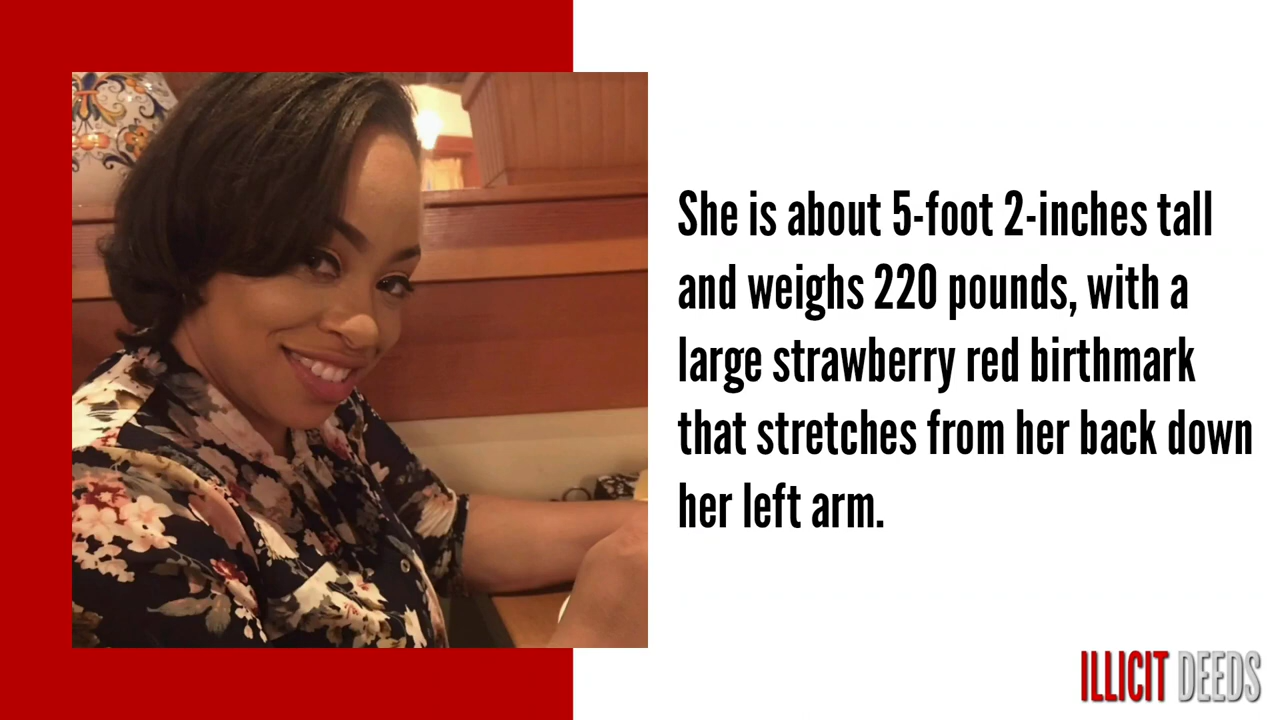 She is about 5-foot 2-inches tall
and weighs 220 pounds, with a
large strawberry red birthmark
that stretches from her back down
her left arm.
ILLICIT DEEDS